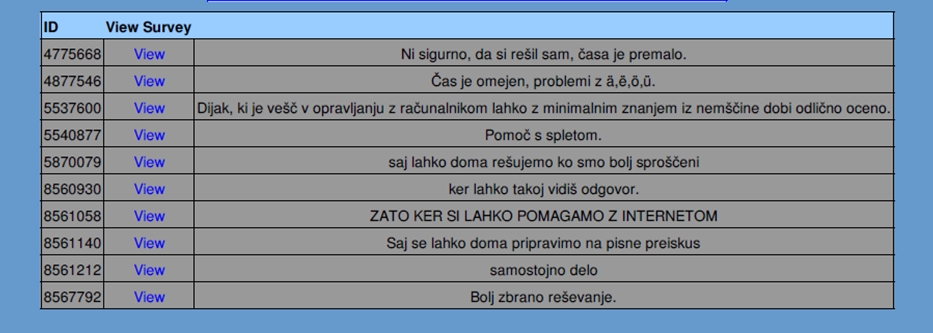 ID View Survey
4775668 View Ni sigurno, da si rešil sam, časa je premalo.
4877546 View Čas je omejen, problemi z ã,ẽ,õ,ũ.
5537600 View Dijak, ki je vešč v opravljanju z računalnikom lahko z minimalnim znanjem iz nemščine dobi odlično oceno.
5540877 View Pomoč s spletom.
5870079 View saj lahko doma rešujemo ko smo bolj sproščeni
8560930 View ker lahko takoj vidiš odgovor.
8561058 View ZATO KER SI LAHKO POMAGAMO Z INTERNETOM
8561140 View Saj se lahko doma pripravimo na pisne preiskus
8561212 View samostojno delo
8567792 View Bolj zbrano reševanje.